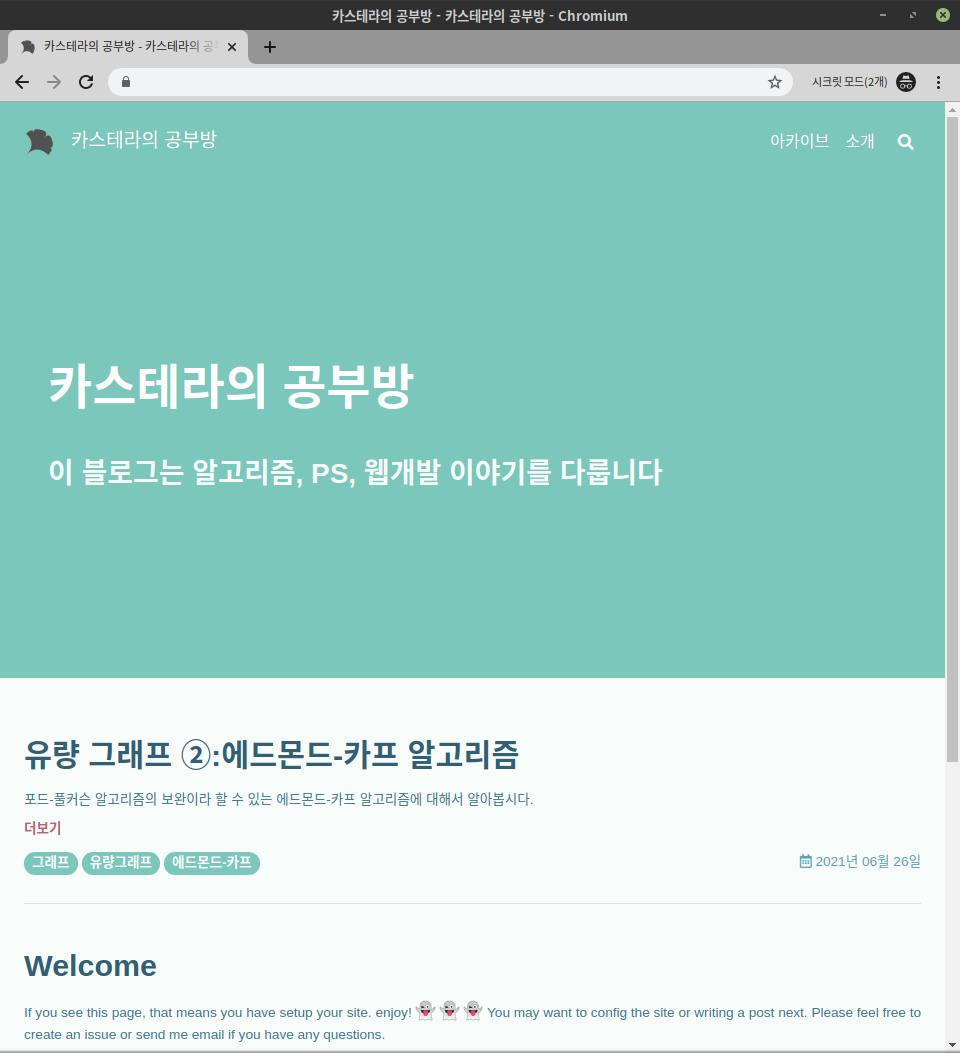 카스테라의 공부방 - 카스테라의 공부방 - Chromium
카스테라의 공부방 - 카스테라의 공
시크릿 모드(2개)
카스테라의 공부방
아카이브 소개
카스테라의 공부방
이 블로그는 알고리즘, PS, 웹개발 이야기를 다룹니다
유량 그래프 ②:에드몬드-카프 알고리즘
포드-풀커슨 알고리즘의 보완이라 할 수 있는 에드몬드-카프 알고리즘에 대해서 알아봅시다.
더보기
그래프 유량그래프 에드몬드-카프
2021년 06월 26일
Welcome
If you see this page, that means you have setup your site. enjoy! 👻 👻 👻 You may want to config the site or writing a post next. Please feel free to
create an issue or send me email if you have any questions.